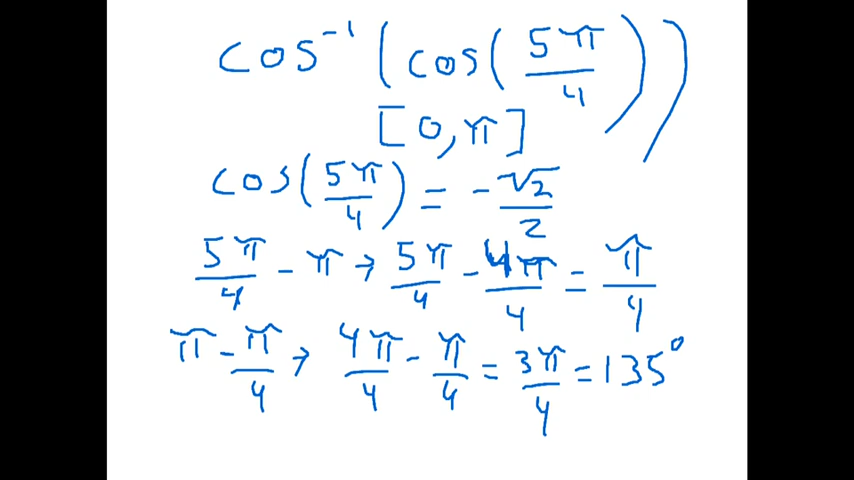 cos⁻¹(cos(5π/4))
[0,π]
cos(5π/4) = -√2/2
5π/4 - π → 5π/4 - 4π/4 = π/4
π - π/4 → 4π/4 - π/4 = 3π/4 = 135°